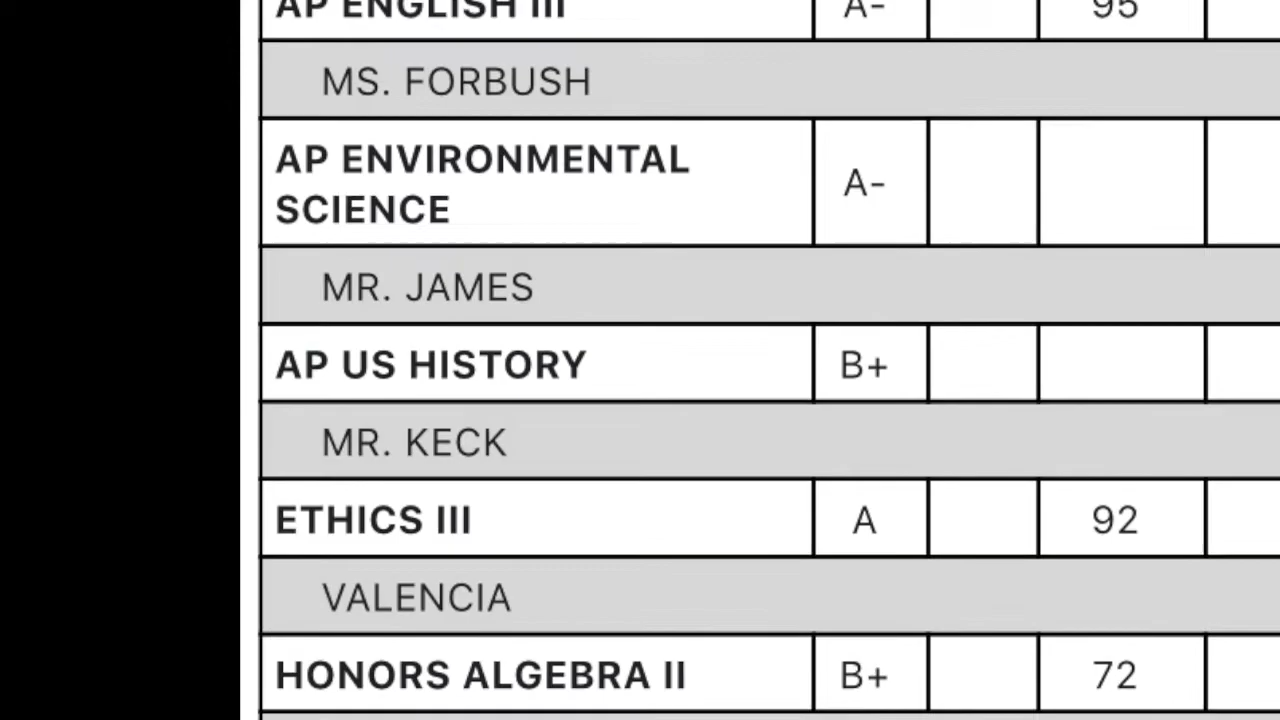 AP ENGLISH III A- 95
MS. FORBUSH
AP ENVIRONMENTAL
SCIENCE A-
MR. JAMES
AP US HISTORY B+
MR. KECK
ETHICS III A 92
VALENCIA
HONORS ALGEBRA II B+ 72